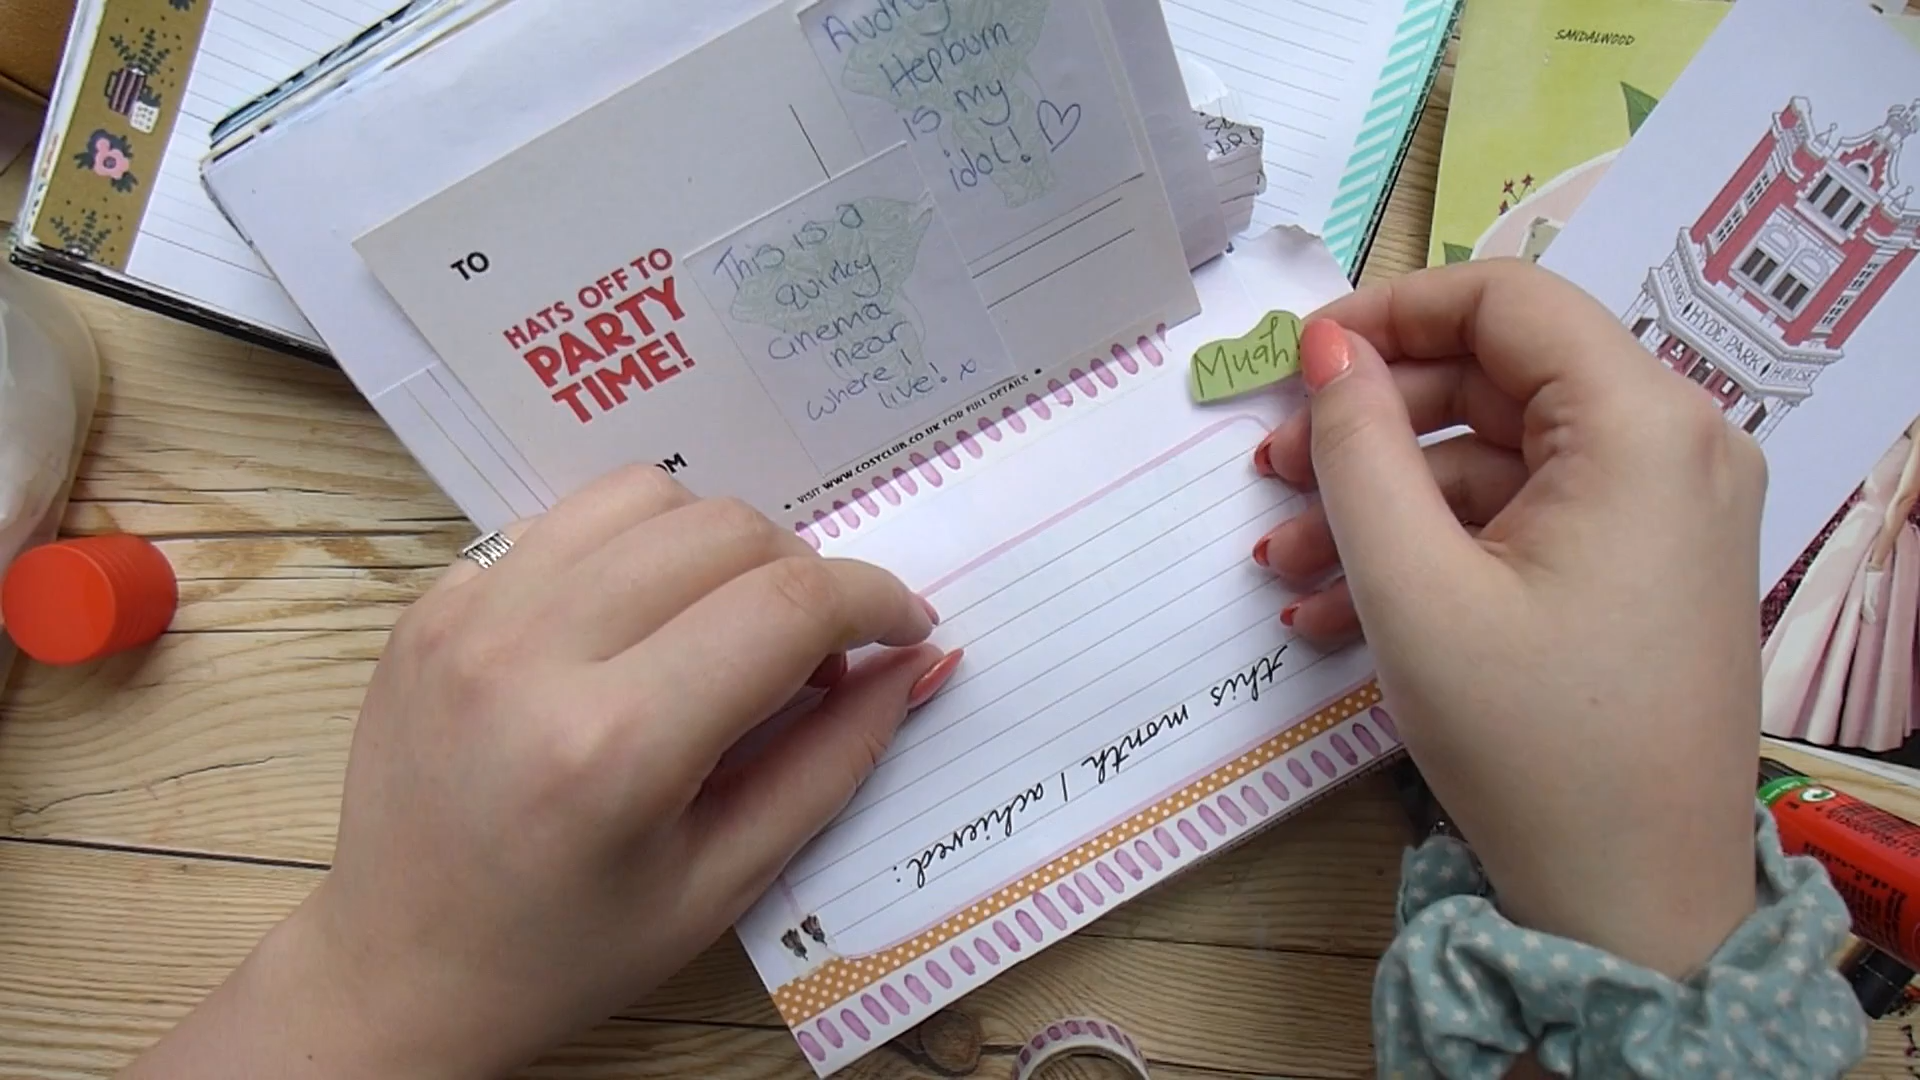 SANDALWOOD
Audrey
Hepburn
is my
idol! ♡
TO
HATS OFF TO
PARTY
TIME!
This is a
quirky
cinema
near
where I
live! x
• VISIT WWW.COSYCLUB.CO.UK FOR FULL DETAILS •
Muah!
HYDE PARK
this month I achieved: